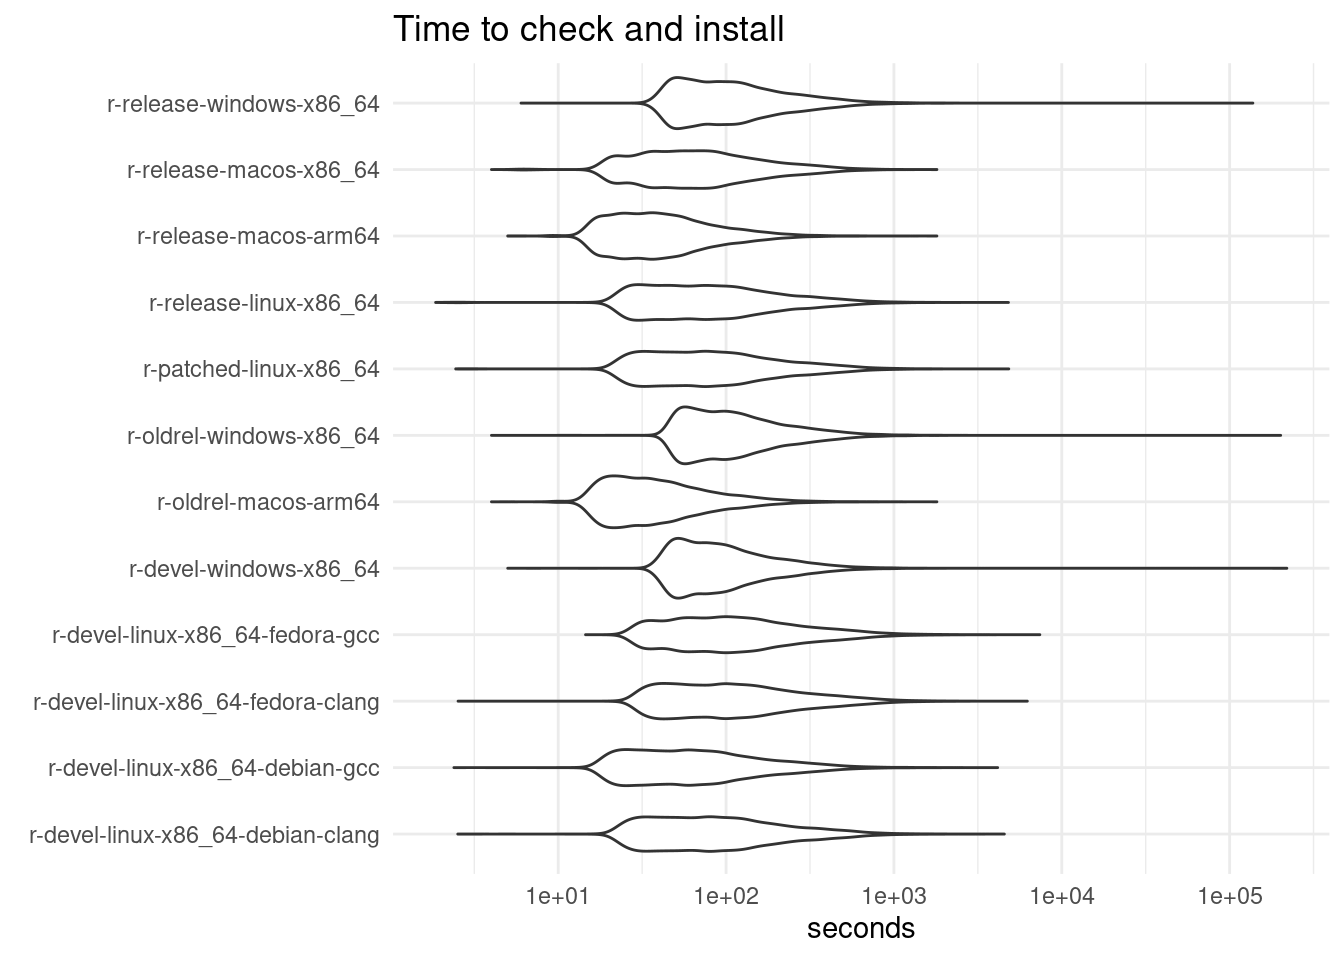 Time to check and install
r-release-windows-x86_64
r-release-macos-x86_64
r-release-macos-arm64
r-release-linux-x86_64
r-patched-linux-x86_64
r-oldrel-windows-x86_64
r-oldrel-macos-arm64
r-devel-windows-x86_64
r-devel-linux-x86_64-fedora-gcc
r-devel-linux-x86_64-fedora-clang
r-devel-linux-x86_64-debian-gcc
r-devel-linux-x86_64-debian-clang
1e+01 1e+02 1e+03 1e+04 1e+05
seconds